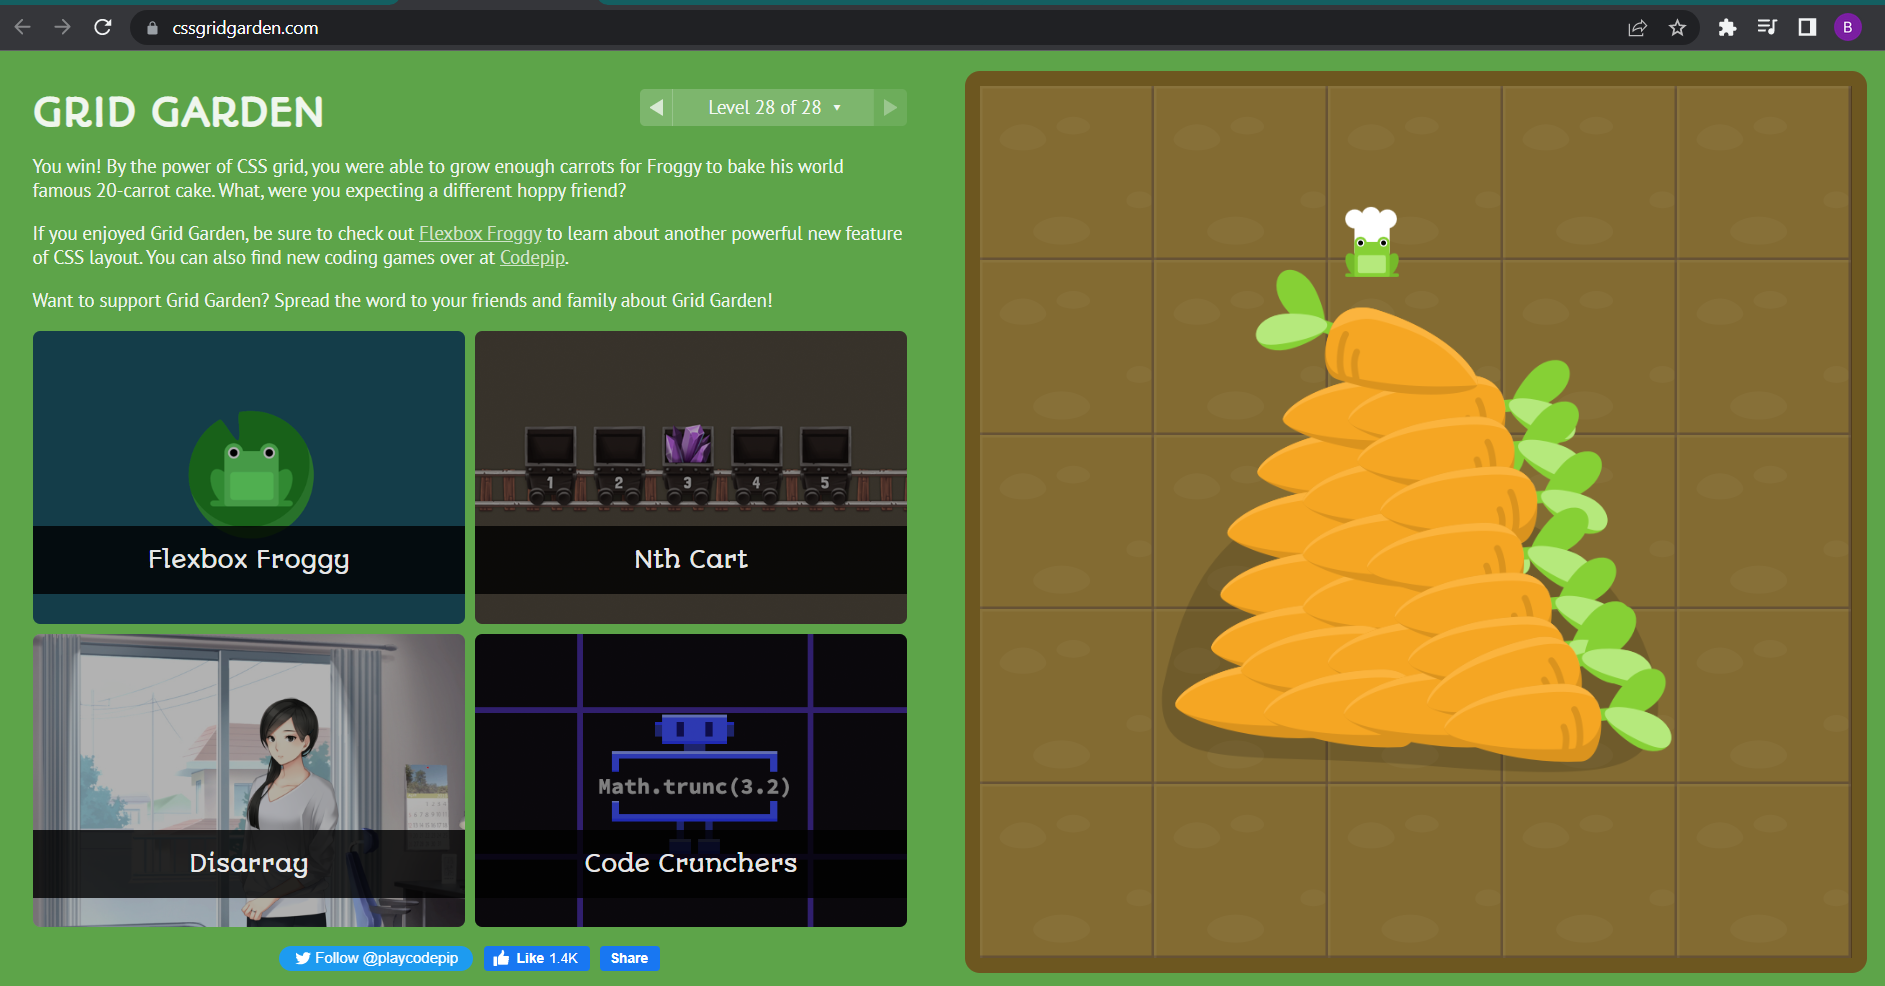 cssgridgarden.com
B
GRID GARDEN
Level 28 of 28
You win! By the power of CSS grid, you were able to grow enough carrots for Froggy to bake his world
famous 20-carrot cake. What, were you expecting a different hoppy friend?
If you enjoyed Grid Garden, be sure to check out Flexbox Froggy to learn about another powerful new feature
of CSS layout. You can also find new coding games over at Codepip.
Want to support Grid Garden? Spread the word to your friends and family about Grid Garden!
1 2 3 4 5
Flexbox Froggy
Nth Cart
Math.trunc(3.2)
Disarray
Code Crunchers
Follow @playcodepip
Like 1.4K
Share